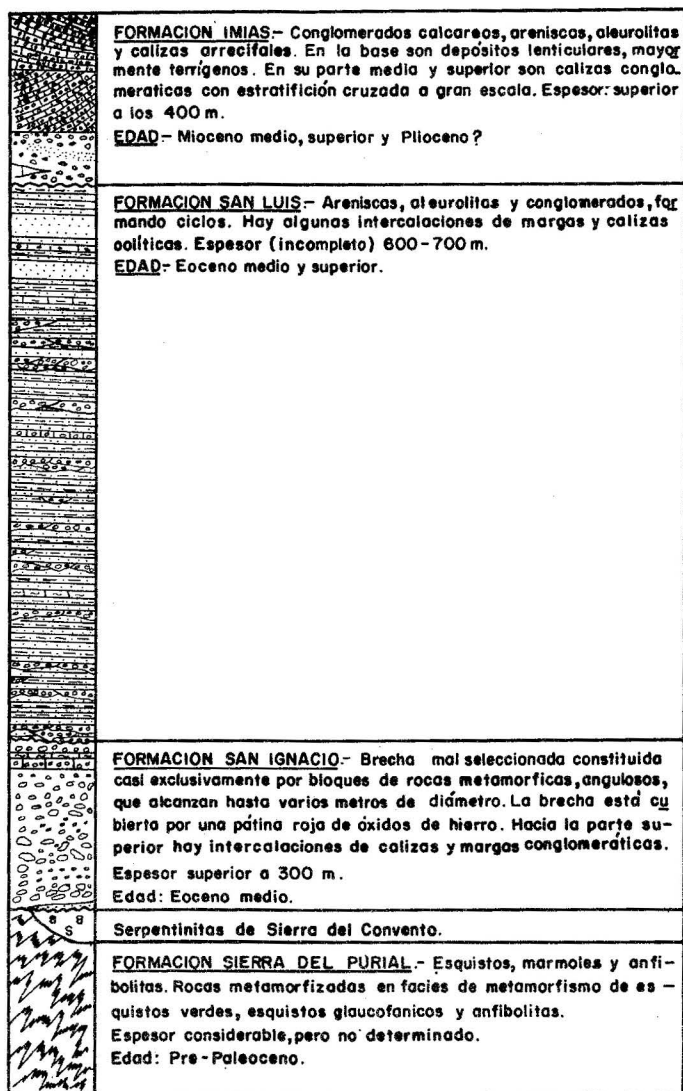 FORMACION IMIAS.- Conglomerados calcareos, areniscas, aleurolitas
y calizas arrecifales. En la base son depósitos lenticulares, mayor
mente terrígenos. En su parte media y superior son calizas conglo-
meraticas con estratifición cruzada a gran escala. Espesor: superior
a los 400 m.
EDAD.- Mioceno medio, superior y Plioceno?
FORMACION SAN LUIS.- Areniscas, aleurolitas y conglomerados, for
mando ciclos. Hay algunas intercalaciones de margas y calizas
oolíticas. Espesor (incompleto) 600-700 m.
EDAD.- Eoceno medio y superior.
FORMACION SAN IGNACIO.- Brecha mal seleccionada constituida
casi exclusivamente por bloques de rocas metamorficas, angulosos,
que alcanzan hasta varios metros de diámetro. La brecha está cu
bierta por una pátina roja de óxidos de hierro. Hacia la parte su-
perior hay intercalaciones de calizas y margas conglomeráticas.
Espesor superior a 300 m.
Edad: Eoceno medio.
B B
S
Serpentinitas de Sierra del Convento.
FORMACION SIERRA DEL PURIAL.- Esquistos, marmoles y anfi-
bolitas. Rocas metamorfizadas en facies de metamorfismo de es-
quistos verdes, esquistos glaucofanicos y anfibolitas.
Espesor considerable, pero no determinado.
Edad: Pre-Paleoceno.